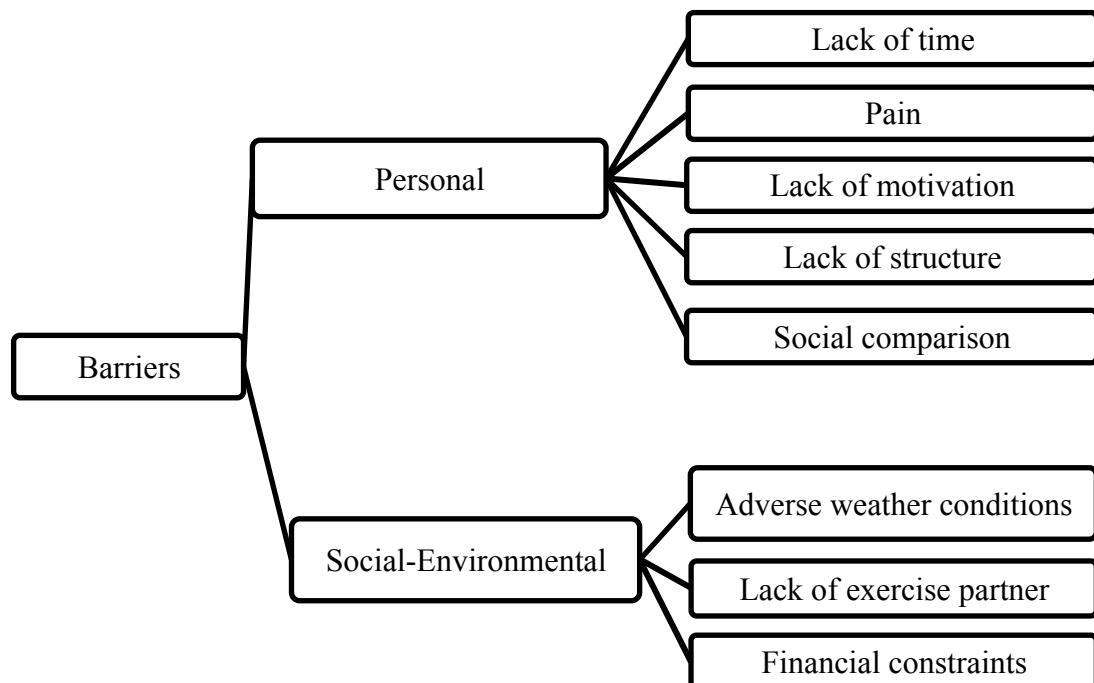 Lack of time
Pain
Personal
Lack of motivation
Lack of structure
Social comparison
Barriers
Adverse weather conditions
Social-Environmental
Lack of exercise partner
Financial constraints